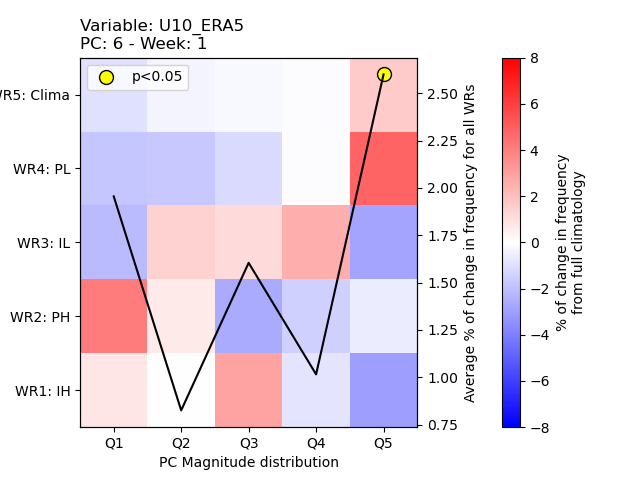 Variable: U10_ERA5
PC: 6 - Week: 1
p<0.05
WR5: Clima
WR4: PL
WR3: IL
WR2: PH
WR1: IH
Q1 Q2 Q3 Q4 Q5
PC Magnitude distribution
2.50
2.25
2.00
1.75
1.50
1.25
1.00
0.75
Average % of change in frequency for all WRs
8
6
4
2
0
−2
−4
−6
−8
% of change in frequency
from full climatology